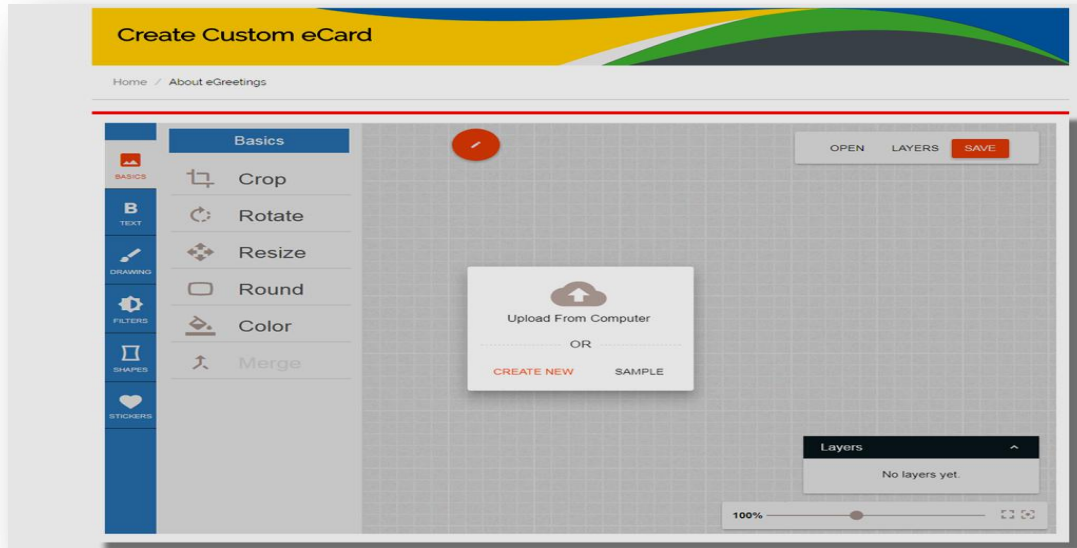 Create Custom eCard
Home / About eGreetings
BASICS
B
TEXT
DRAWING
FILTERS
SHAPES
STICKERS
Basics
Crop
Rotate
Resize
Round
Color
Merge
OPEN LAYERS SAVE
Upload From Computer
OR
CREATE NEW SAMPLE
Layers
No layers yet.
100%